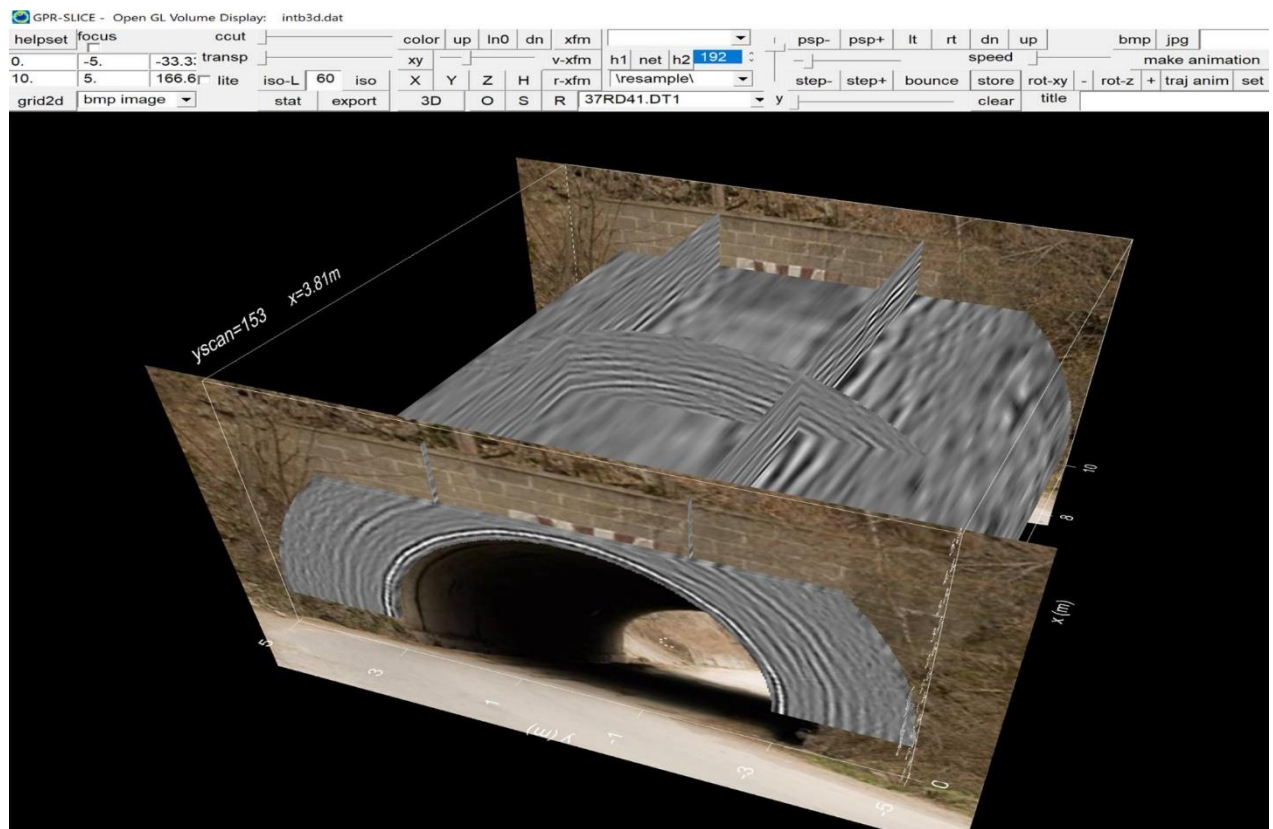 GPR-SLICE - Open GL Volume Display: intb3d.dat
helpset focus ccut color up ln0 dn xfm psp- psp+ lt rt dn up bmp jpg
0. -5. -33.3 transp xy v-xfm h1 net h2 192 speed make animation
10. 5. 166.6 lite iso-L 60 iso X Y Z H r-xfm \resample\ step- step+ bounce store rot-xy - rot-z + traj anim set
grid2d bmp image stat export 3D O S R 37RD41.DT1 y clear title
yscan=153 x=3.81m
10
8
x (m)
5
3
1
y (m)
-1
-3
-5
0